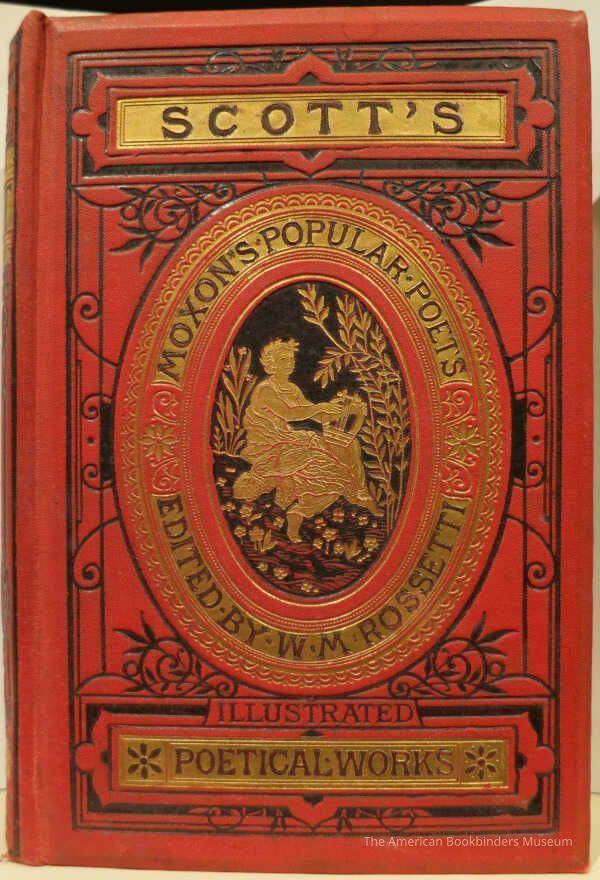 SCOTT'S
MOXON'S·POPULAR·POETS
EDITED·BY·W·M·ROSSETTI
ILLUSTRATED
POETICAL·WORKS
The American Bookbinders Museum